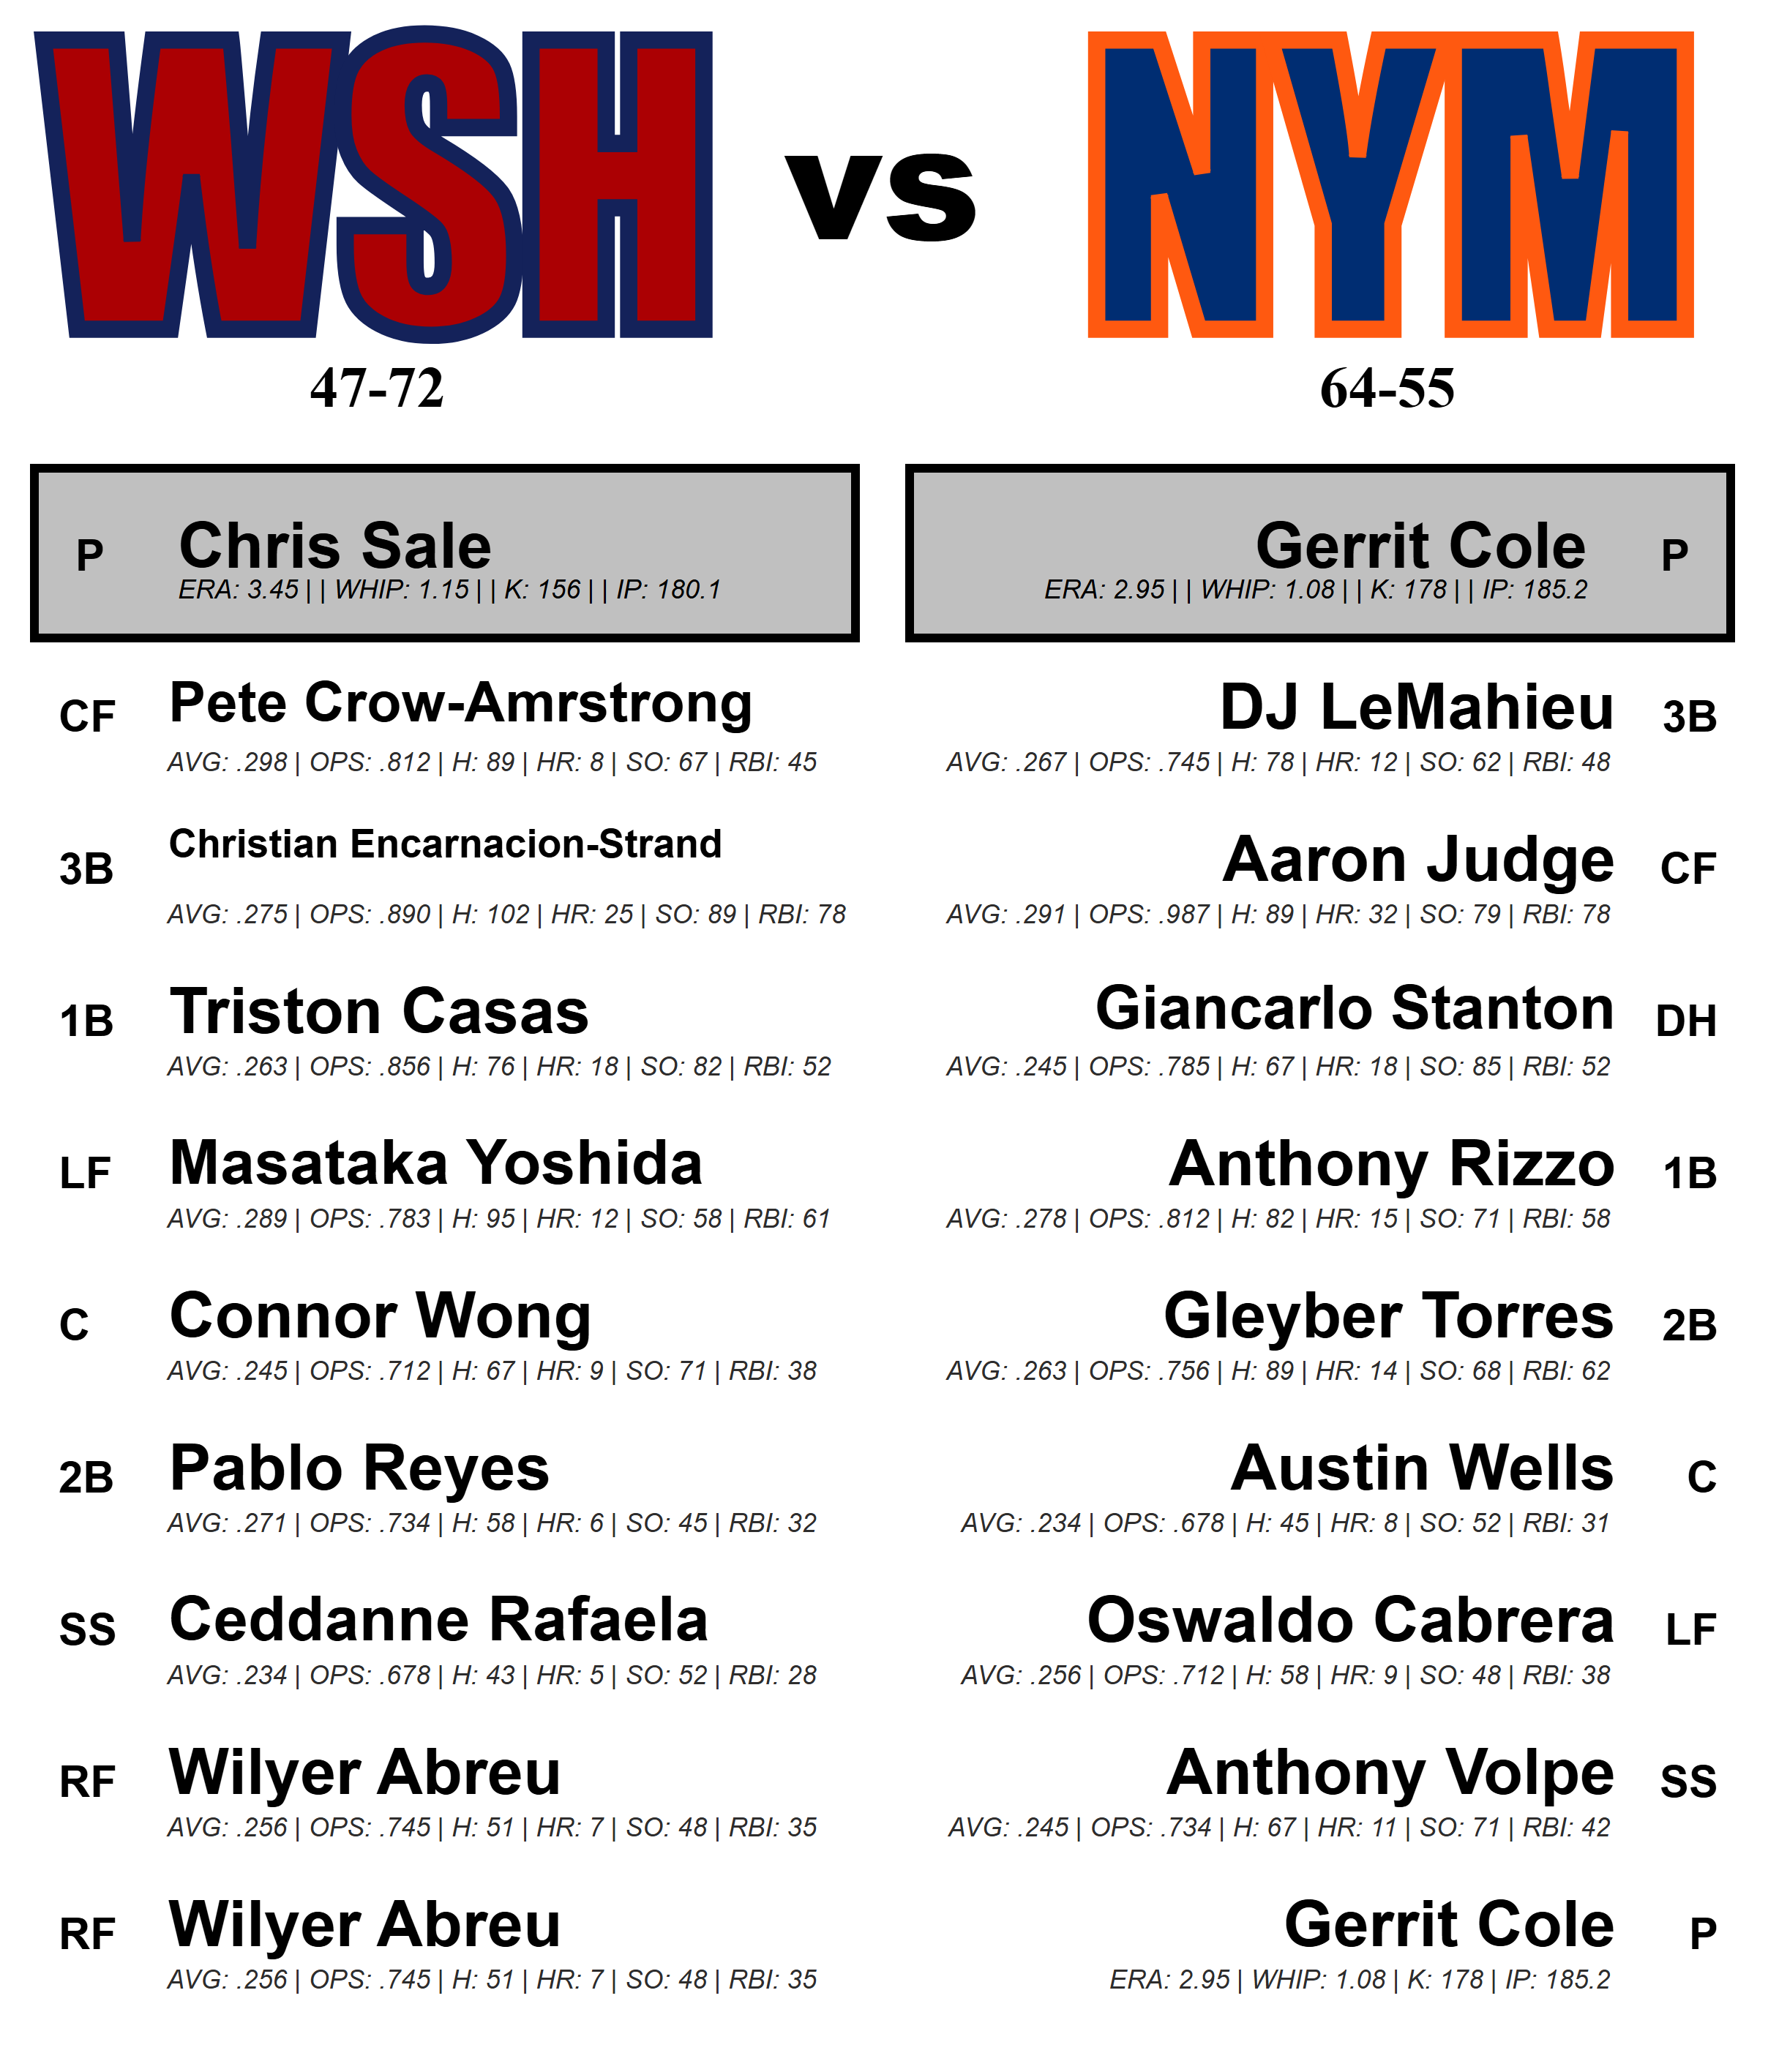 WSH vs NYM
47-72
64-55
P Chris Sale
ERA: 3.45 | | WHIP: 1.15 | | K: 156 | | IP: 180.1
Gerrit Cole P
ERA: 2.95 | | WHIP: 1.08 | | K: 178 | | IP: 185.2
CF Pete Crow-Amrstrong
AVG: .298 | OPS: .812 | H: 89 | HR: 8 | SO: 67 | RBI: 45
3B Christian Encarnacion-Strand
AVG: .275 | OPS: .890 | H: 102 | HR: 25 | SO: 89 | RBI: 78
1B Triston Casas
AVG: .263 | OPS: .856 | H: 76 | HR: 18 | SO: 82 | RBI: 52
LF Masataka Yoshida
AVG: .289 | OPS: .783 | H: 95 | HR: 12 | SO: 58 | RBI: 61
C Connor Wong
AVG: .245 | OPS: .712 | H: 67 | HR: 9 | SO: 71 | RBI: 38
2B Pablo Reyes
AVG: .271 | OPS: .734 | H: 58 | HR: 6 | SO: 45 | RBI: 32
SS Ceddanne Rafaela
AVG: .234 | OPS: .678 | H: 43 | HR: 5 | SO: 52 | RBI: 28
RF Wilyer Abreu
AVG: .256 | OPS: .745 | H: 51 | HR: 7 | SO: 48 | RBI: 35
RF Wilyer Abreu
AVG: .256 | OPS: .745 | H: 51 | HR: 7 | SO: 48 | RBI: 35
DJ LeMahieu 3B
AVG: .267 | OPS: .745 | H: 78 | HR: 12 | SO: 62 | RBI: 48
Aaron Judge CF
AVG: .291 | OPS: .987 | H: 89 | HR: 32 | SO: 79 | RBI: 78
Giancarlo Stanton DH
AVG: .245 | OPS: .785 | H: 67 | HR: 18 | SO: 85 | RBI: 52
Anthony Rizzo 1B
AVG: .278 | OPS: .812 | H: 82 | HR: 15 | SO: 71 | RBI: 58
Gleyber Torres 2B
AVG: .263 | OPS: .756 | H: 89 | HR: 14 | SO: 68 | RBI: 62
Austin Wells C
AVG: .234 | OPS: .678 | H: 45 | HR: 8 | SO: 52 | RBI: 31
Oswaldo Cabrera LF
AVG: .256 | OPS: .712 | H: 58 | HR: 9 | SO: 48 | RBI: 38
Anthony Volpe SS
AVG: .245 | OPS: .734 | H: 67 | HR: 11 | SO: 71 | RBI: 42
Gerrit Cole P
ERA: 2.95 | WHIP: 1.08 | K: 178 | IP: 185.2